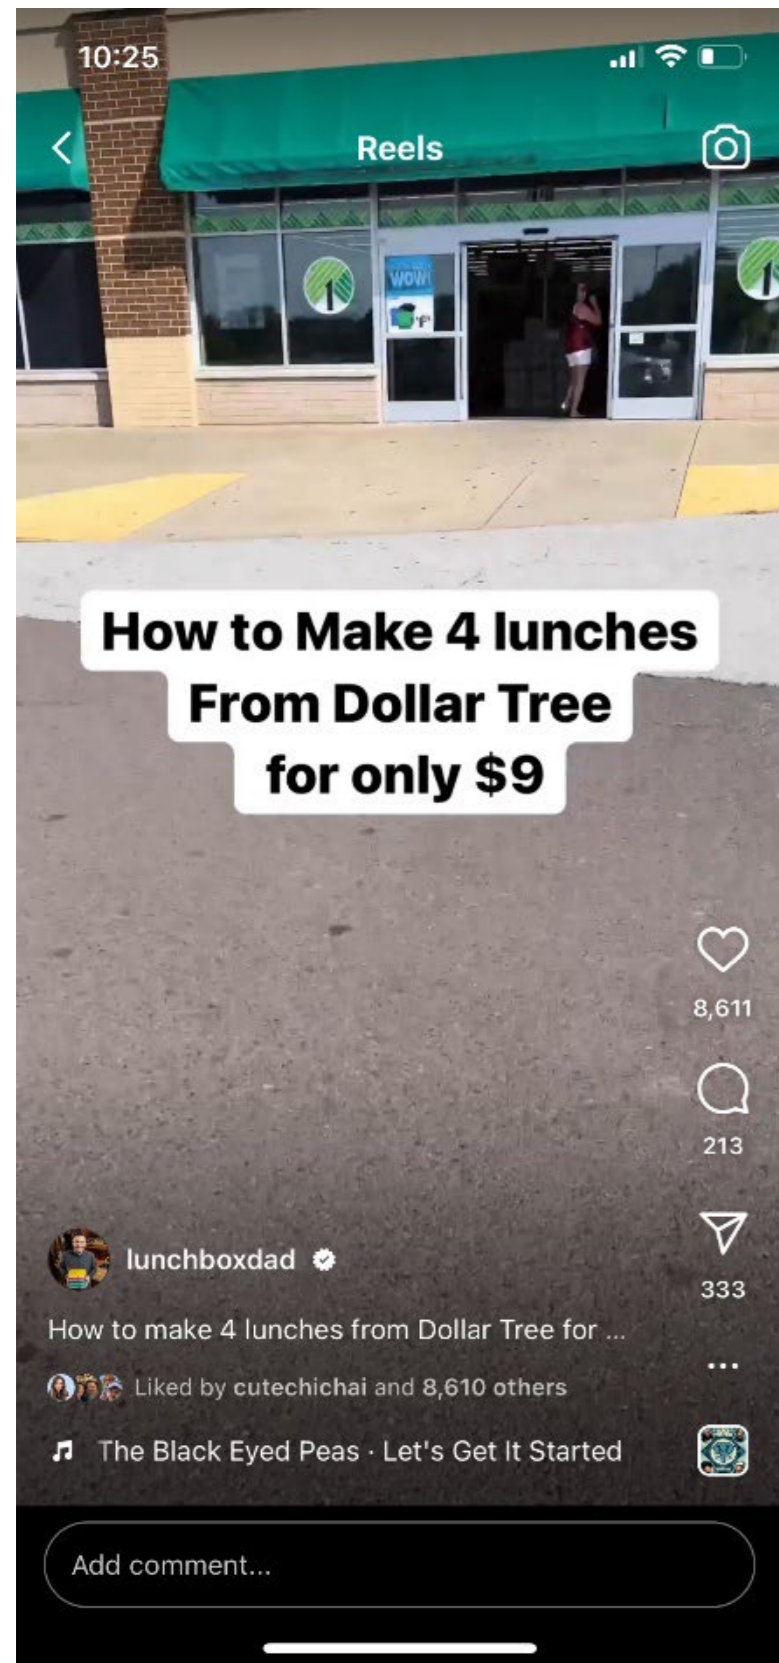 10:25
Reels
WOW!
1
1
How to Make 4 lunches
From Dollar Tree
for only $9
8,611
213
333
lunchboxdad
How to make 4 lunches from Dollar Tree for ...
Liked by cutechichai and 8,610 others
The Black Eyed Peas · Let's Get It Started
Add comment...